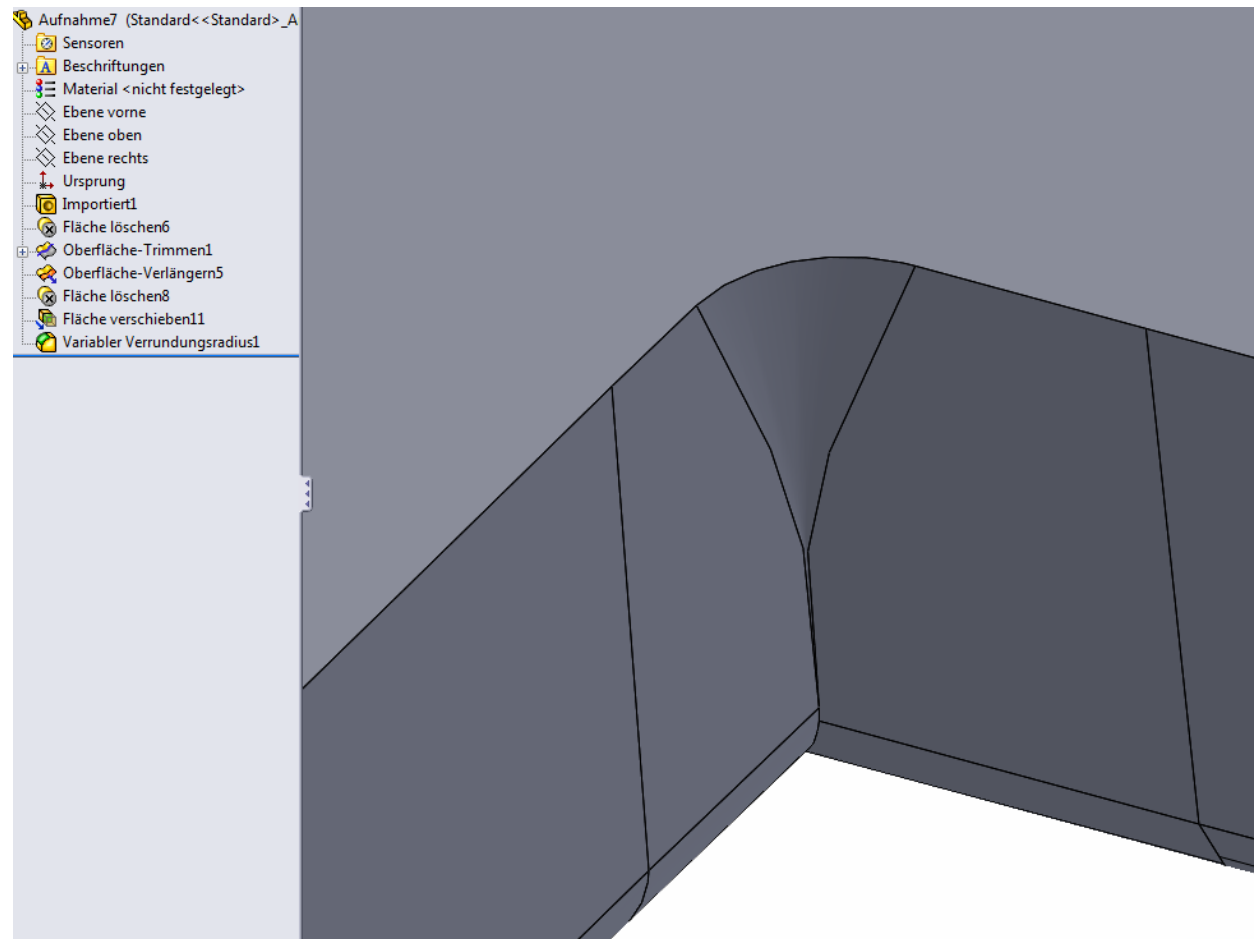 Aufnahme7 (Standard<<Standard>_A
Sensoren
Beschriftungen
Material <nicht festgelegt>
Ebene vorne
Ebene oben
Ebene rechts
Ursprung
Importiert1
Fläche löschen6
Oberfläche-Trimmen1
Oberfläche-Verlängern5
Fläche löschen8
Fläche verschieben11
Variabler Verrundungsradius1